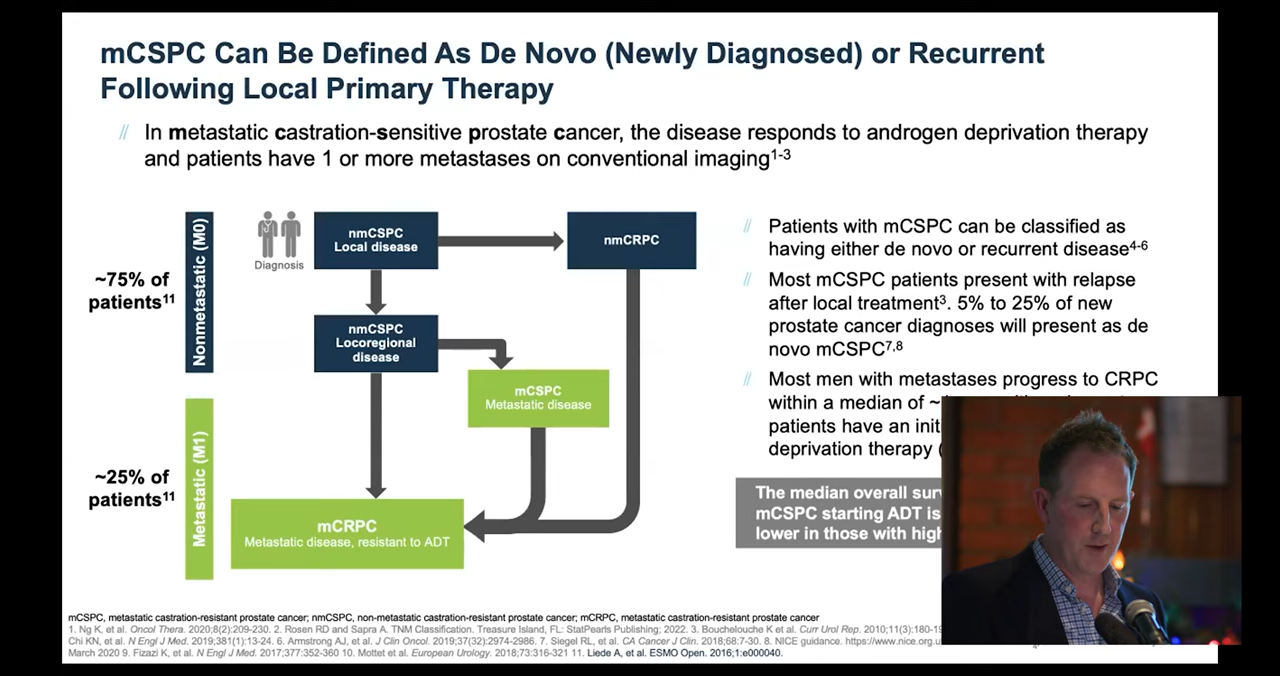 mCSPC Can Be Defined As De Novo (Newly Diagnosed) or Recurrent
Following Local Primary Therapy
// In metastatic castration-sensitive prostate cancer, the disease responds to androgen deprivation therapy
and patients have 1 or more metastases on conventional imaging1-3
~75% of
patients11
Nonmetastatic (M0)
Diagnosis
nmCSPC
Local disease
nmCRPC
nmCSPC
Locoregional
disease
mCSPC
Metastatic disease
~25% of
patients11
Metastatic (M1)
mCRPC
Metastatic disease, resistant to ADT
// Patients with mCSPC can be classified as
having either de novo or recurrent disease4-6
// Most mCSPC patients present with relapse
after local treatment3. 5% to 25% of new
prostate cancer diagnoses will present as de
novo mCSPC7,8
// Most men with metastases progress to CRPC
within a median of ~
patients have an init
deprivation therapy (
The median overall sur
mCSPC starting ADT is
lower in those with high
mCSPC, metastatic castration-resistant prostate cancer; nmCSPC, non-metastatic castration-resistant prostate cancer; mCRPC, metastatic castration-resistant prostate cancer
1. Ng K, et al. Oncol Thera. 2020;8(2):209-230. 2. Rosen RD and Sapra A. TNM Classification. Treasure Island, FL: StatPearls Publishing; 2022. 3. Bouchelouche K et al. Curr Urol Rep. 2010;11(3):180-19
Chi KN, et al. N Engl J Med. 2019;381(1):13-24. 6. Armstrong AJ, et al. J Clin Oncol. 2019;37(32):2974-2986. 7. Siegel RL, et al. CA Cancer J Clin. 2018;68:7-30. 8. NICE guidance. https://www.nice.org.u
March 2020 9. Fizazi K, et al. N Engl J Med. 2017;377:352-360 10. Mottet et al. European Urology. 2018;73:316-321 11. Liede A, et al. ESMO Open. 2016;1:e000040.